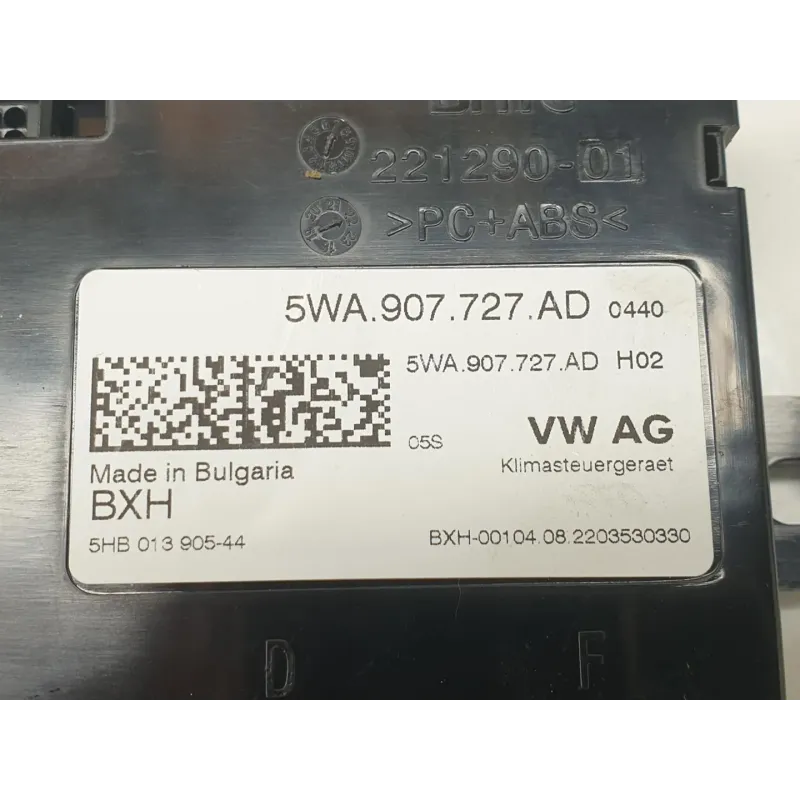 221290-01
>PC+ABS<
5WA.907.727.AD 0440
5WA.907.727.AD H02
05S VW AG
Made in Bulgaria Klimasteuergeraet
BXH
5HB 013 905-44 BXH-00104.08.2203530330
D F